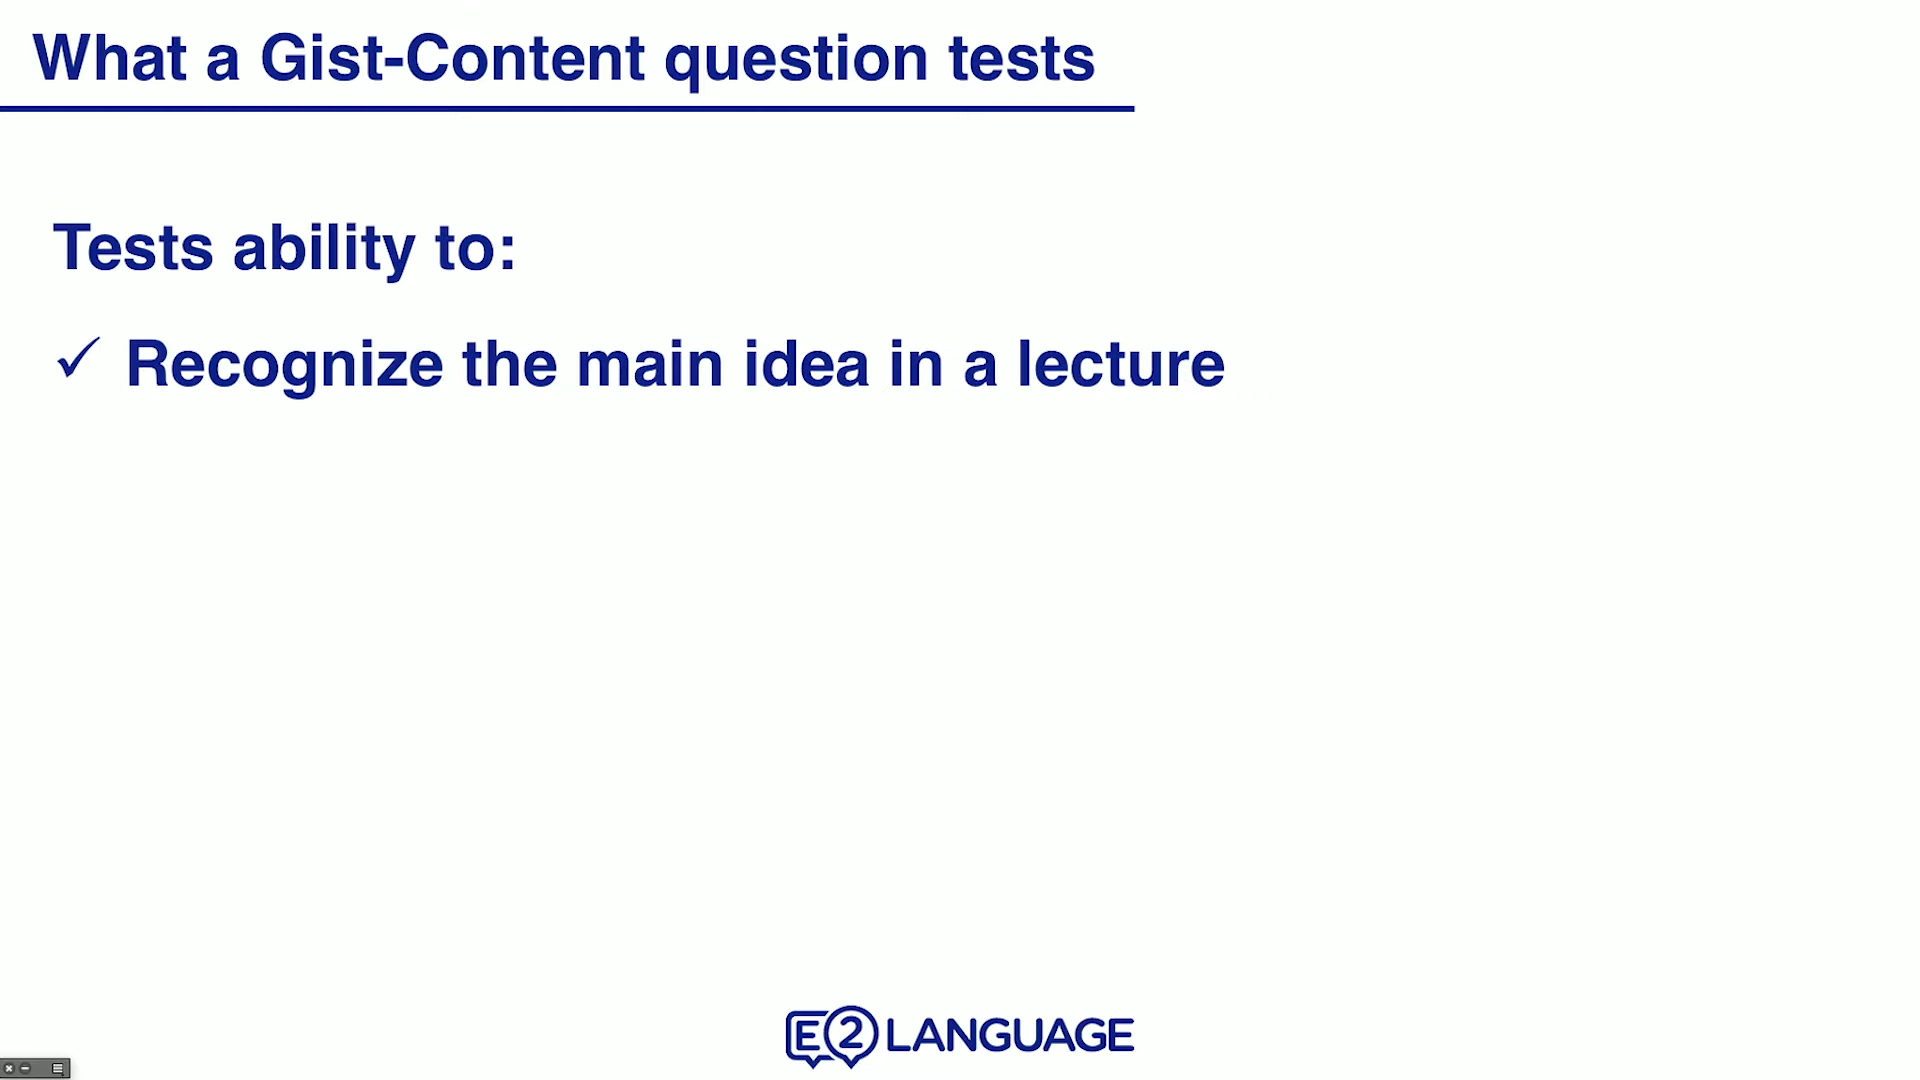 What a Gist-Content question tests
Tests ability to:
✓ Recognize the main idea in a lecture
E2 LANGUAGE